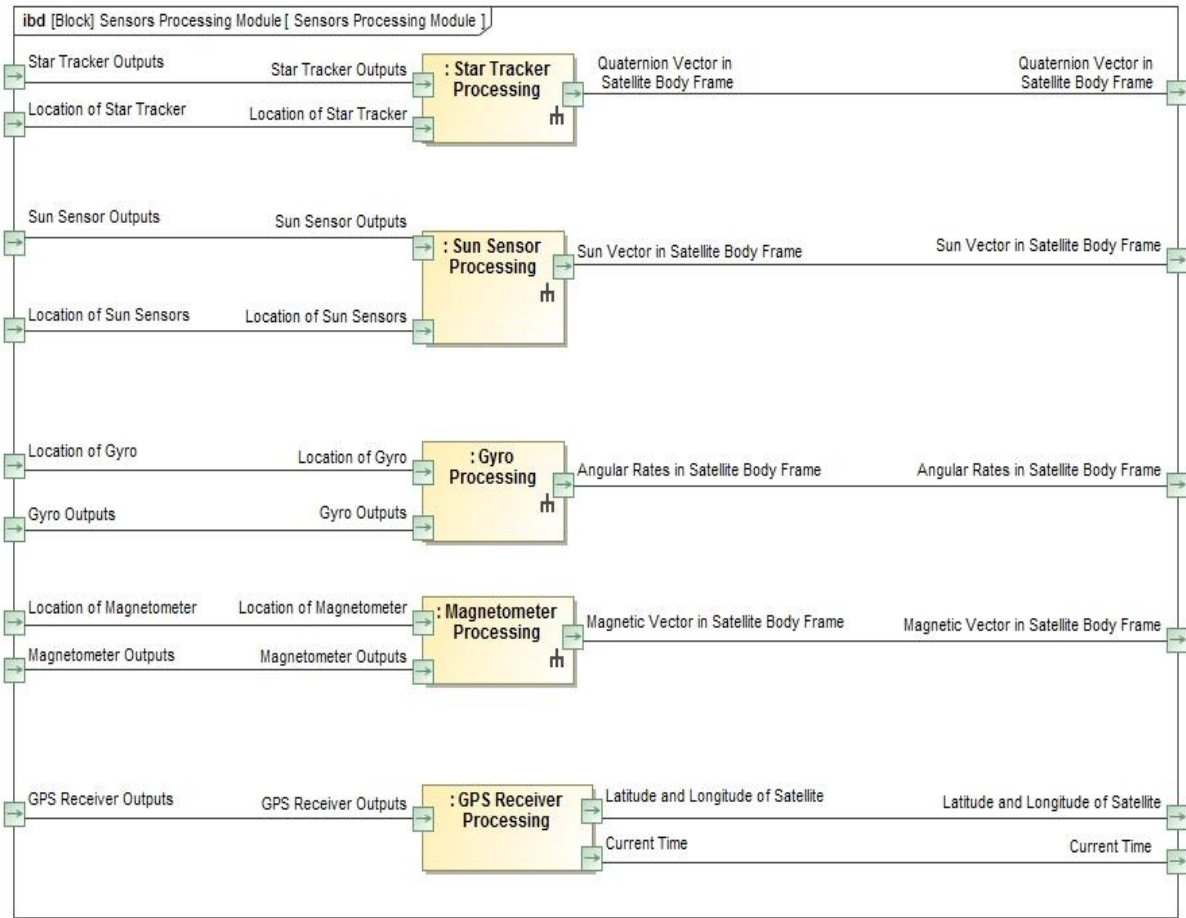 ibd [Block] Sensors Processing Module [ Sensors Processing Module ]
Star Tracker Outputs
Star Tracker Outputs
Location of Star Tracker
Location of Star Tracker
: Star Tracker
Processing
Quaternion Vector in
Satellite Body Frame
Quaternion Vector in
Satellite Body Frame
Sun Sensor Outputs
Sun Sensor Outputs
Location of Sun Sensors
Location of Sun Sensors
: Sun Sensor
Processing
Sun Vector in Satellite Body Frame
Sun Vector in Satellite Body Frame
Location of Gyro
Location of Gyro
Gyro Outputs
Gyro Outputs
: Gyro
Processing
Angular Rates in Satellite Body Frame
Angular Rates in Satellite Body Frame
Location of Magnetometer
Location of Magnetometer
Magnetometer Outputs
Magnetometer Outputs
: Magnetometer
Processing
Magnetic Vector in Satellite Body Frame
Magnetic Vector in Satellite Body Frame
GPS Receiver Outputs
GPS Receiver Outputs
: GPS Receiver
Processing
Latitude and Longitude of Satellite
Latitude and Longitude of Satellite
Current Time
Current Time